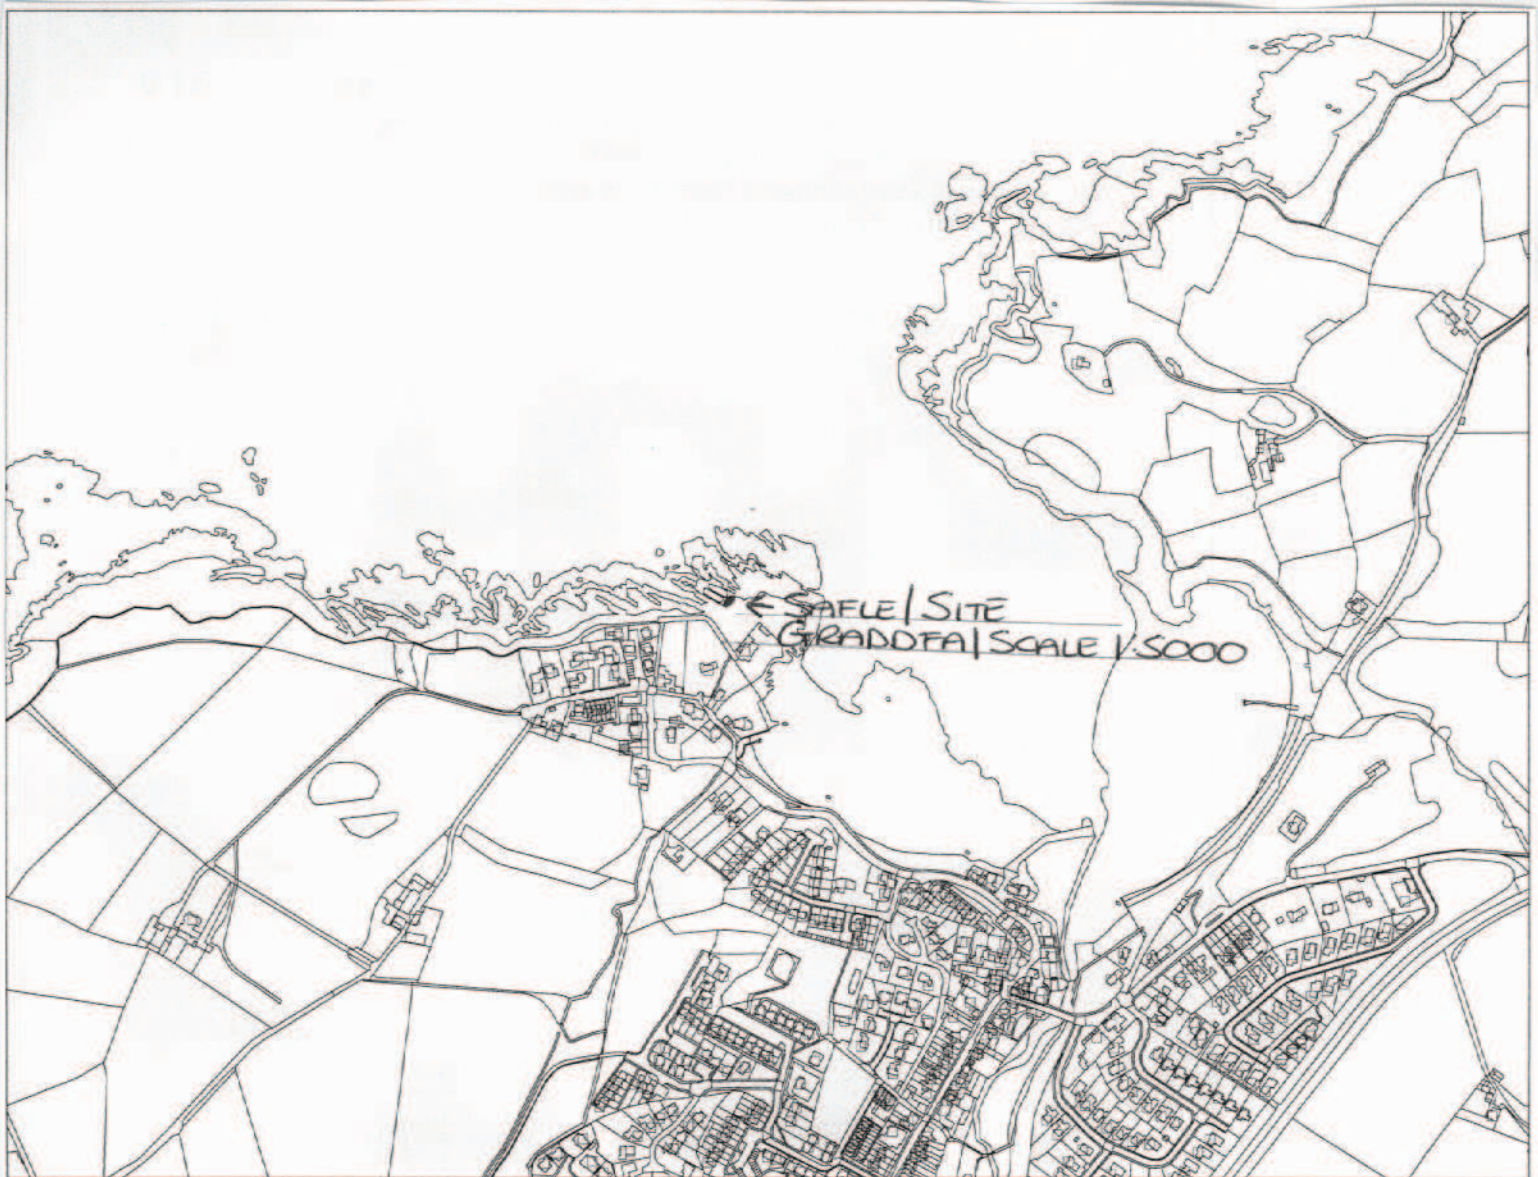 ← SAFLE | SITE
GRADDFA | SCALE 1:5000